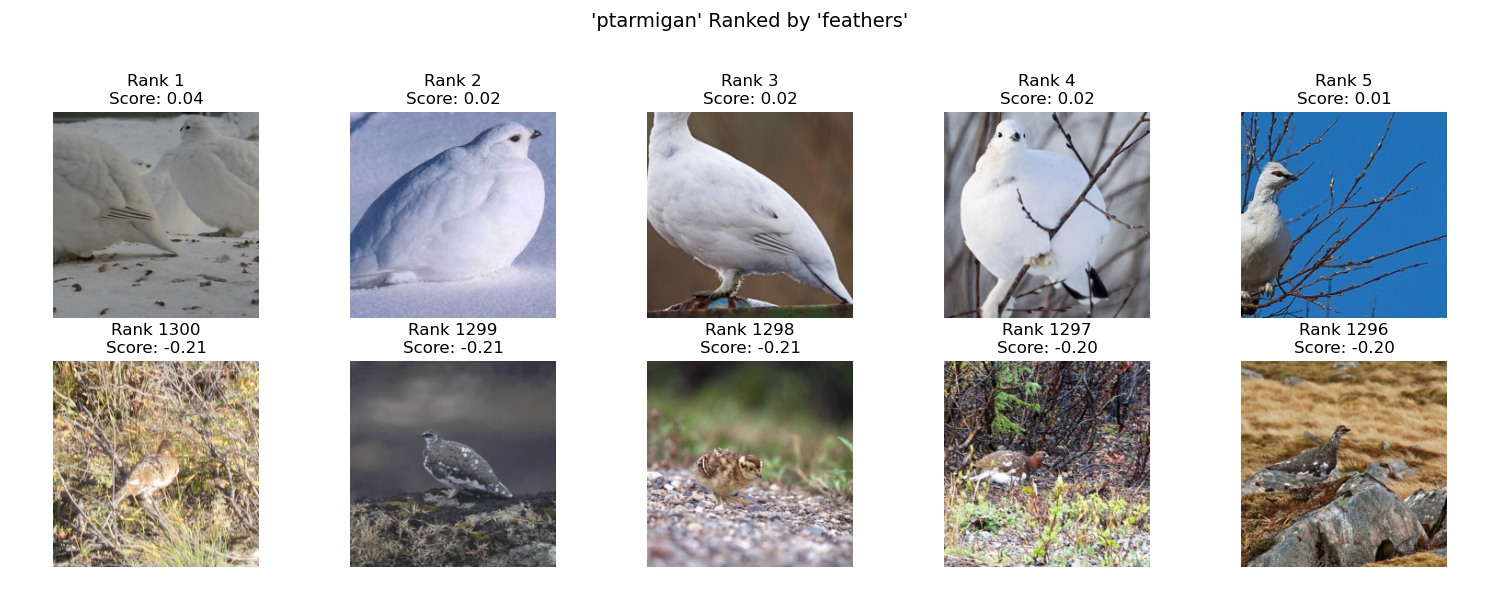 'ptarmigan' Ranked by 'feathers'
Rank 1
Score: 0.04
Rank 2
Score: 0.02
Rank 3
Score: 0.02
Rank 4
Score: 0.02
Rank 5
Score: 0.01
Rank 1300
Score: -0.21
Rank 1299
Score: -0.21
Rank 1298
Score: -0.21
Rank 1297
Score: -0.20
Rank 1296
Score: -0.20